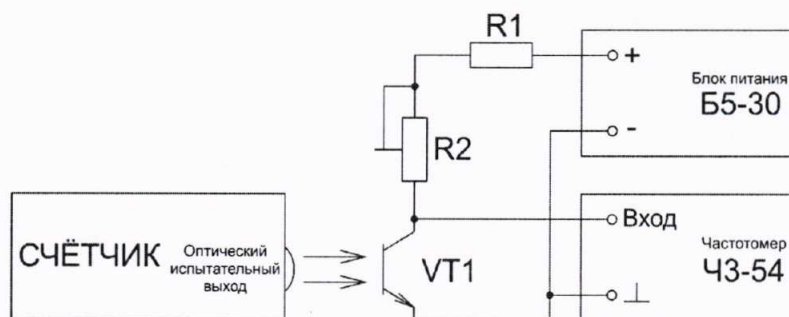 R1
+
Блок питания
Б5-30
-
R2
СЧЁТЧИК
Оптический
испытательный
выход
VT1
Вход
Частотомер
Ч3-54
⊥